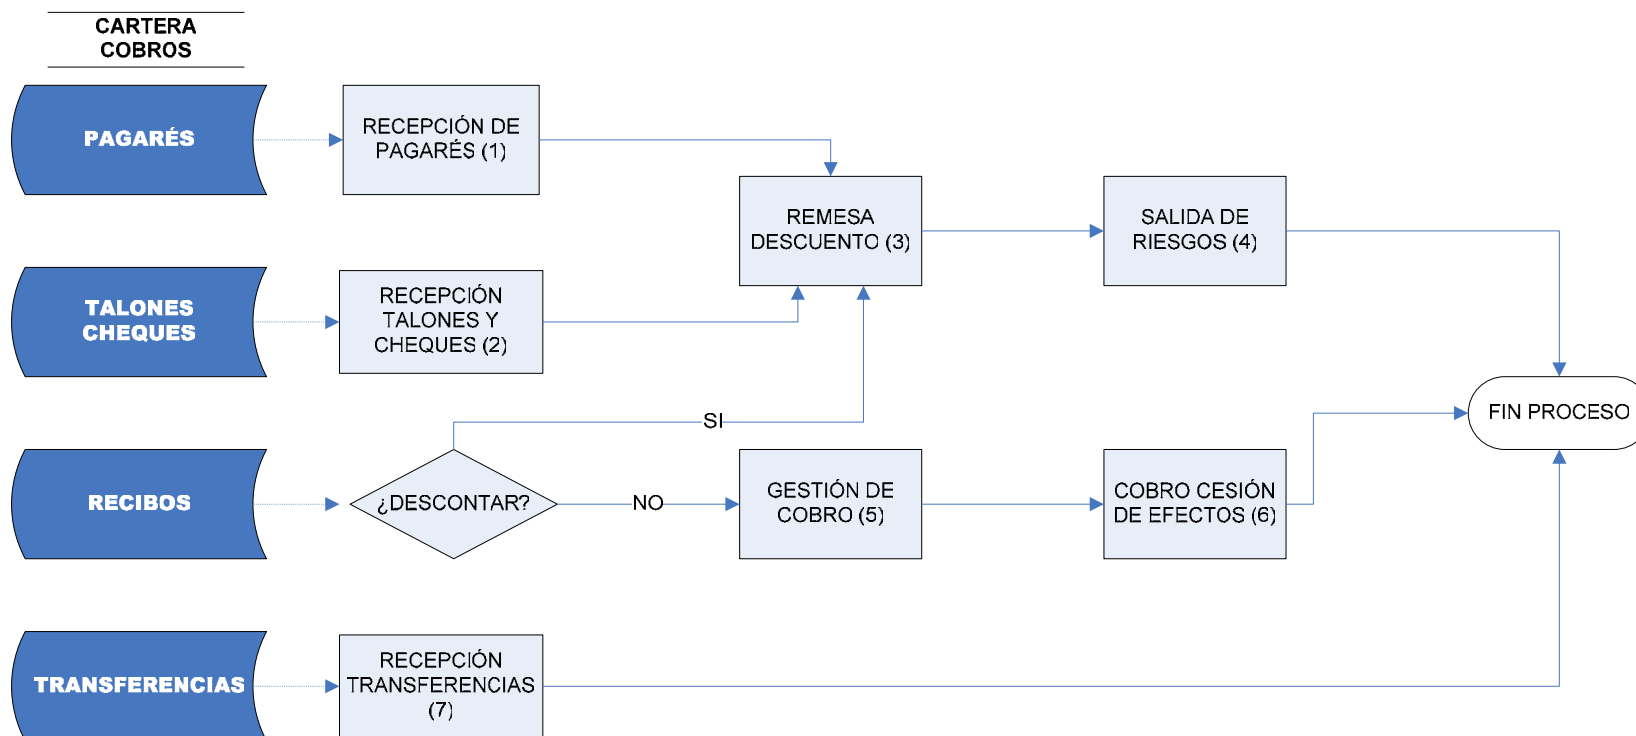 CARTERA
COBROS
PAGARÉS
RECEPCIÓN DE
PAGARÉS (1)
REMESA
DESCUENTO (3)
SALIDA DE
RIESGOS (4)
TALONES
CHEQUES
RECEPCIÓN
TALONES Y
CHEQUES (2)
SI
FIN PROCESO
RECIBOS
¿DESCONTAR?
NO
GESTIÓN DE
COBRO (5)
COBRO CESIÓN
DE EFECTOS (6)
TRANSFERENCIAS
RECEPCIÓN
TRANSFERENCIAS
(7)